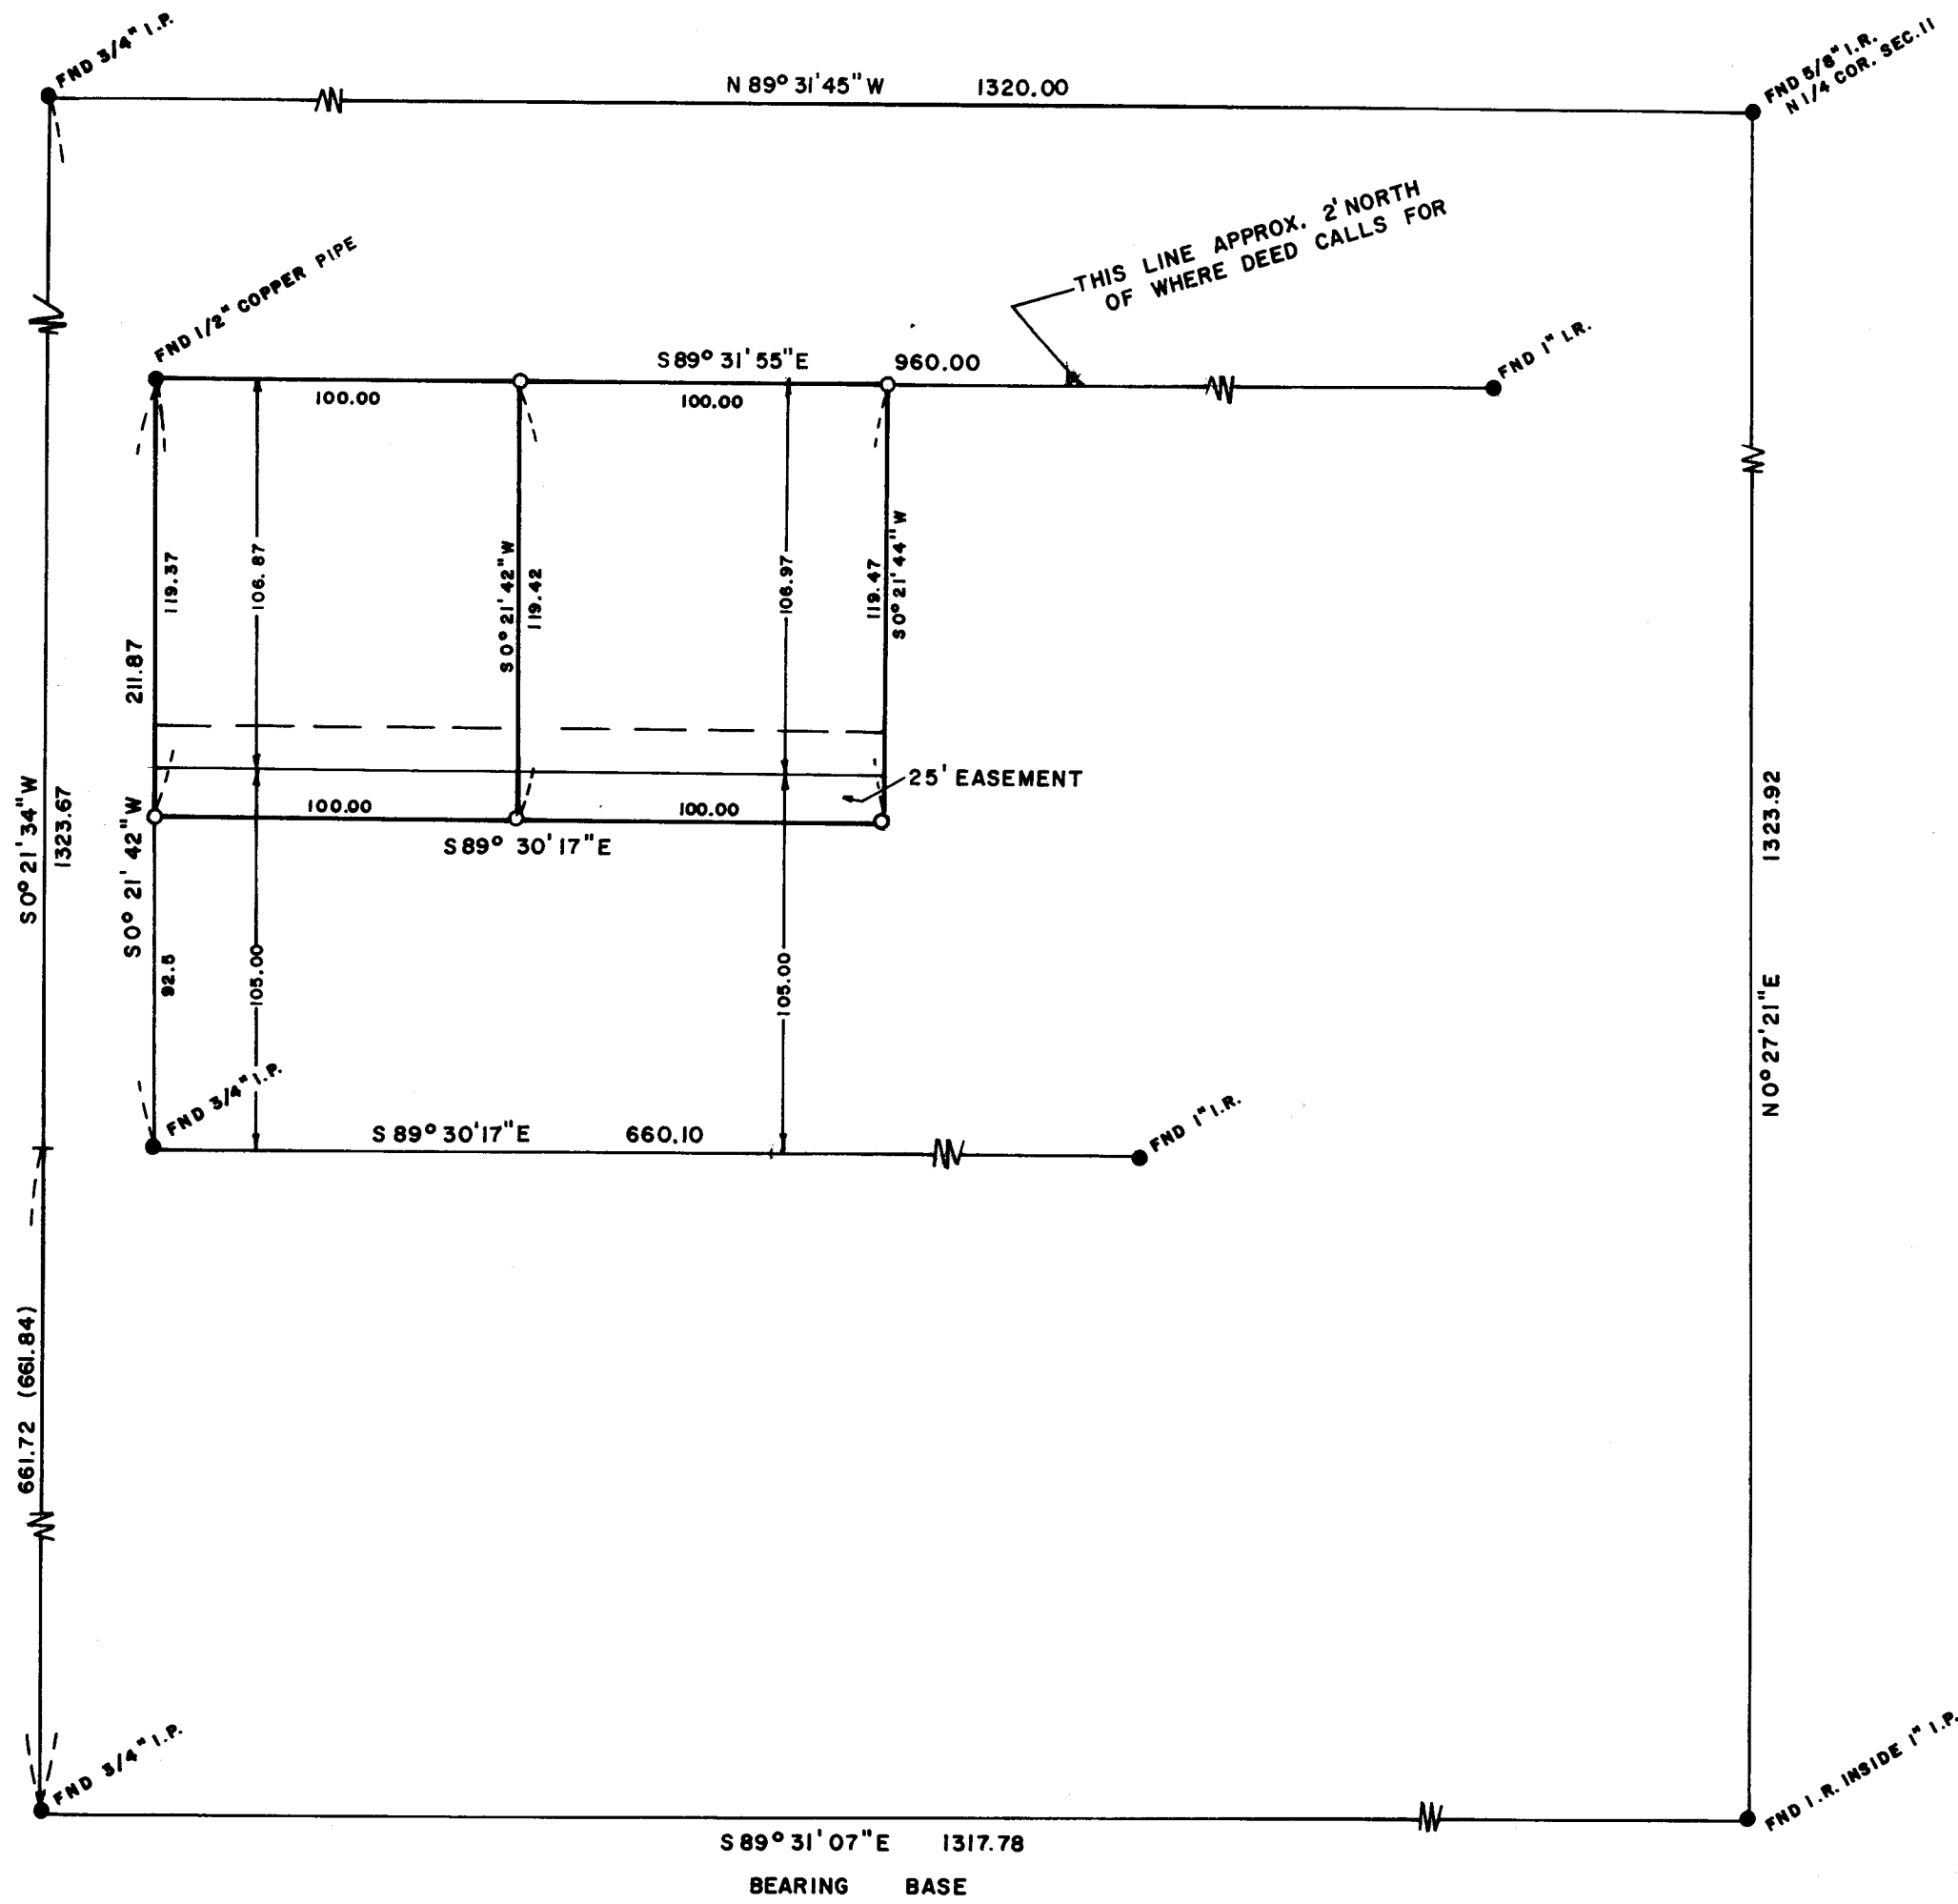 FND 3/4" I.P.
N 89° 31' 45" W 1320.00
FND 5/8" I.R.
N 1/4 COR. SEC. 11
THIS LINE APPROX. 2' NORTH
OF WHERE DEED CALLS FOR
FND 1/2" COPPER PIPE
S 89° 31' 55" E 960.00
FND 1" I.R.
100.00
100.00
119.37
106.87
S 0° 21' 42" W
119.42
106.97
119.47
S 0° 21' 44" W
211.87
S 0° 21' 42" W
25' EASEMENT
100.00
100.00
S 89° 30' 17" E
S 0° 21' 34" W
1323.67
1323.92
N 0° 27' 21" E
92.5
105.00
105.00
FND 3/4" I.P.
S 89° 30' 17" E 660.10
FND 1" I.R.
661.72 (661.84)
FND 3/4" I.P.
FND I.R. INSIDE 1" I.P.
S 89° 31' 07" E 1317.78
BEARING BASE